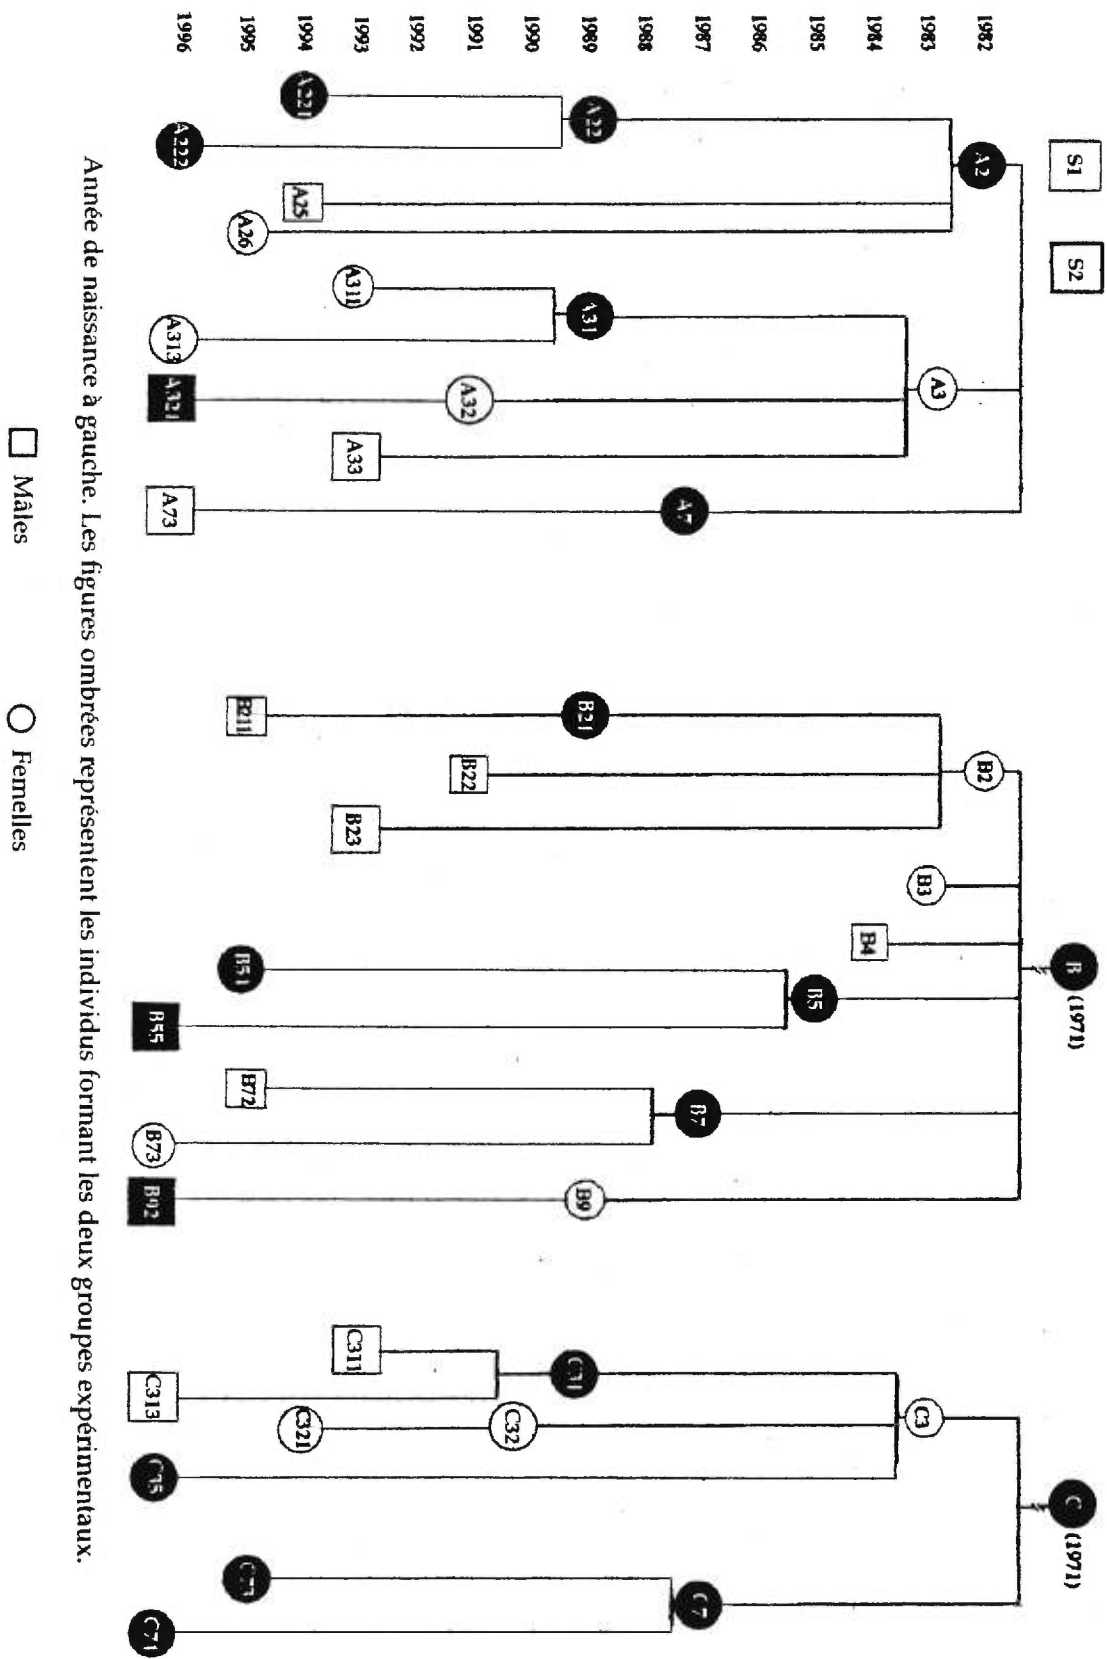 S1 S2 B (1971) C (1971)
1982 A2 B2
1983 A3 B3 C3
1984 B4
1985 B5
1986
1987 A7 B7 C7
1988
1989 A22 A31 B21 B9 C31
1990 C32
1991 A32 B22
1992
1993 A311 A33 B23 C311
1994 A221 A25 C321
1995 A26 B211 B72
1996 A222 A313 A321 A73 B55 B73 B92 C313 C35
Année de naissance à gauche. Les figures ombrées représentent les individus formant les deux groupes expérimentaux.
Mâles Femelles